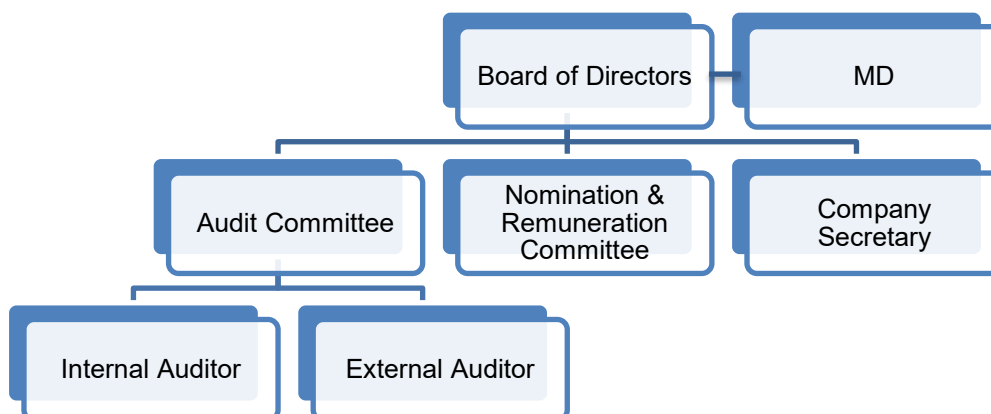 Board of Directors
MD
Audit Committee
Nomination &
Remuneration
Committee
Company
Secretary
Internal Auditor
External Auditor